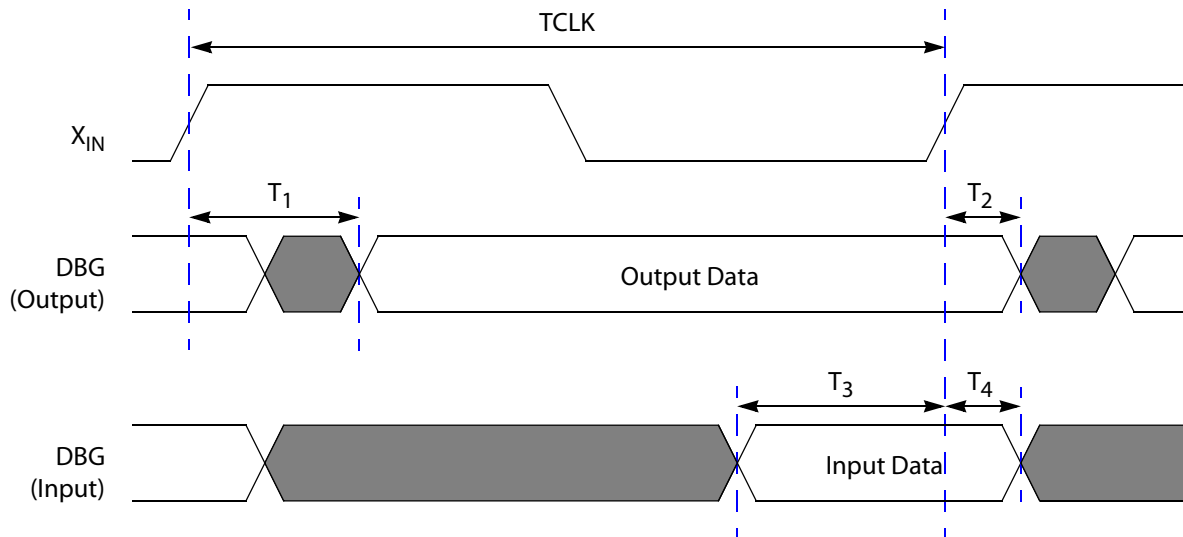 TCLK
X_IN
T_1
T_2
DBG
(Output)
Output Data
T_3
T_4
DBG
(Input)
Input Data